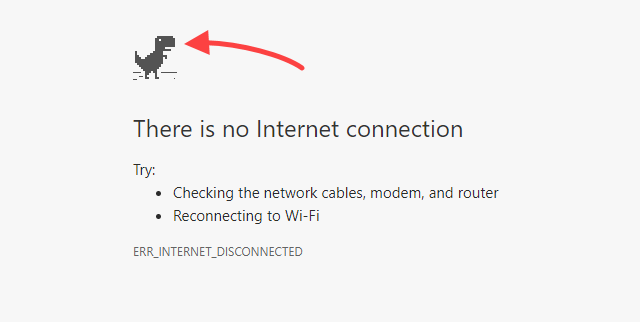 There is no Internet connection
Try:
Checking the network cables, modem, and router
Reconnecting to Wi-Fi
ERR_INTERNET_DISCONNECTED